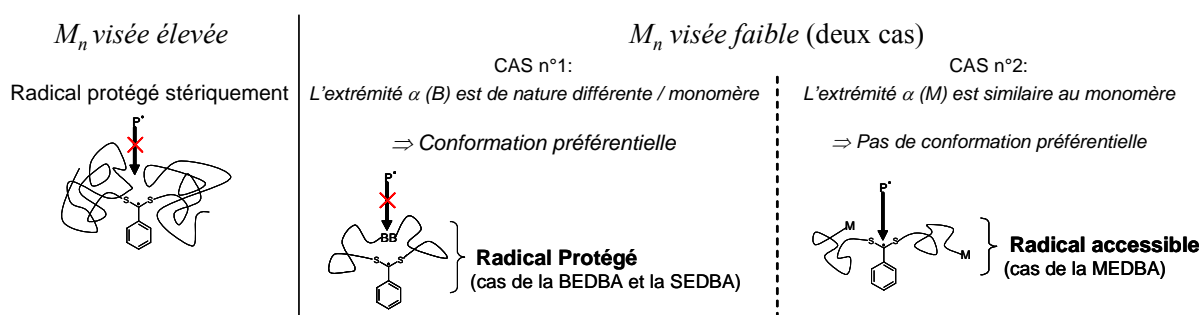 M_n visée élevée
Radical protégé stériquement
P•
S S
M_n visée faible (deux cas)
CAS n°1:
L'extrémité α (B) est de nature différente / monomère
⇒ Conformation préférentielle
P•
BB
S S
Radical Protégé
(cas de la BEDBA et la SEDBA)
CAS n°2:
L'extrémité α (M) est similaire au monomère
⇒ Pas de conformation préférentielle
P•
M
S S
M
Radical accessible
(cas de la MEDBA)